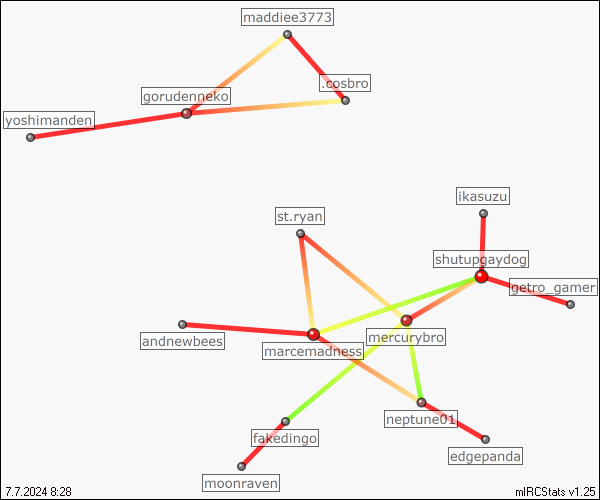 maddiee3773
.cosbro
gorudenneko
yoshimanden
ikasuzu
st.ryan
shutupgaydog
getro_gamer
mercurybro
andnewbees
marcemadness
neptune01
fakedingo
edgepanda
moonraven
7.7.2024 8:28
mIRCStats v1.25